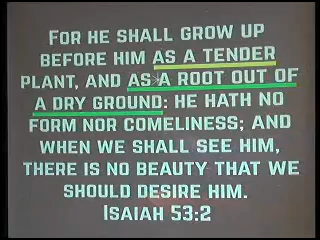 For he shall grow up
before him as a tender
plant, and as a root out of
a dry ground: he hath no
form nor comeliness; and
when we shall see him,
there is no beauty that we
should desire him.
Isaiah 53:2